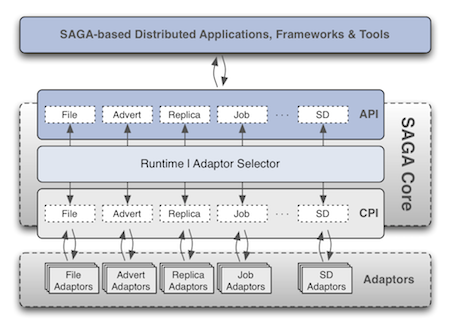 SAGA-based Distributed Applications, Frameworks & Tools
File Advert Replica Job · · · SD API
Runtime | Adaptor Selector
SAGA Core
File Advert Replica Job · · · SD CPI
File Adaptors
Advert Adaptors
Replica Adaptors
Job Adaptors
SD Adaptors
Adaptors